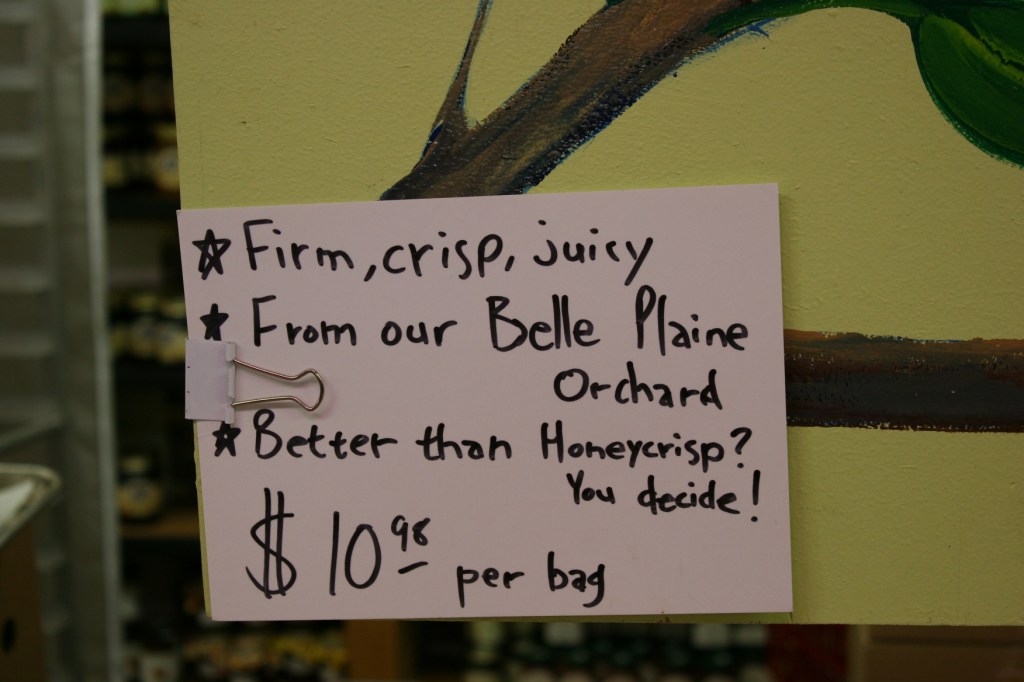 ☆ Firm, crisp, juicy
★ From our Belle Plaine
Orchard
★ Better than Honeycrisp?
You decide!
$10 98 per bag